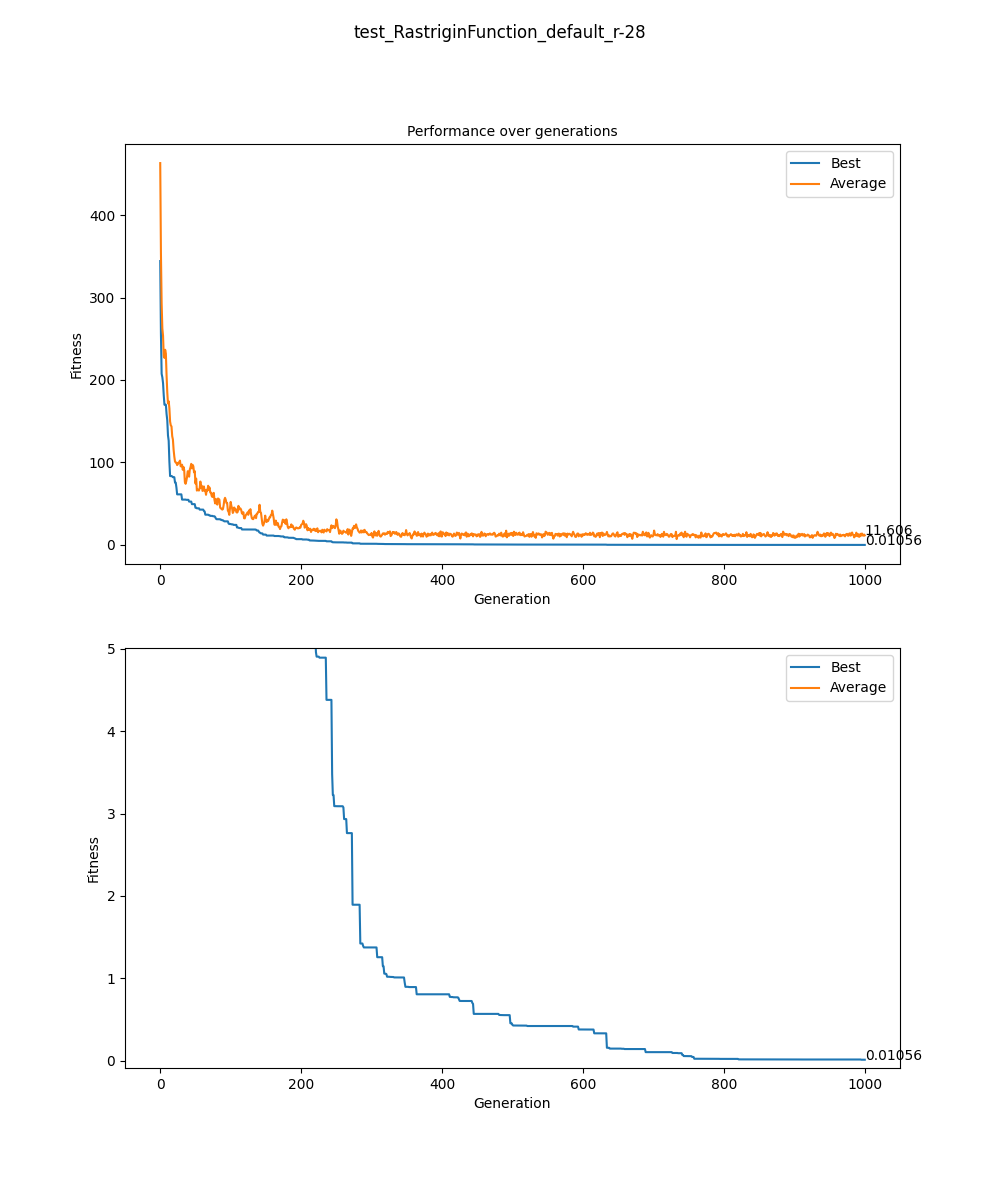 test_RastriginFunction_default_r-28
Performance over generations
Best
Average
400
300
200
100
0
Fitness
11.606
0.01056
0 200 400 600 800 1000
Generation
Best
Average
5
4
3
2
1
0
Fitness
0.01056
0 200 400 600 800 1000
Generation